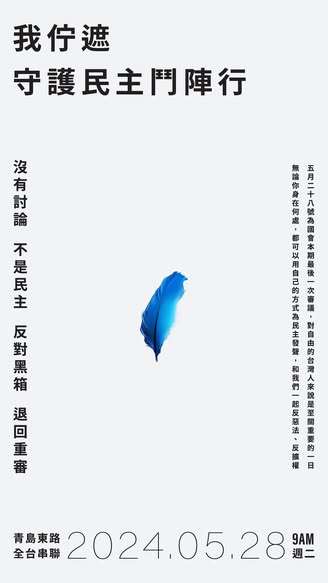 我佇遮
守護民主鬥陣行
沒有討論 不是民主 反對黑箱 退回重審
五月二十八號為國會本期最後一次審議，對自由的台灣人來說是至關重要的一日
無論你身在何處，都可以用自己的方式為民主發聲，和我們一起反惡法、反擴權
青島東路
全台串聯
2024.05.28
9AM
週二